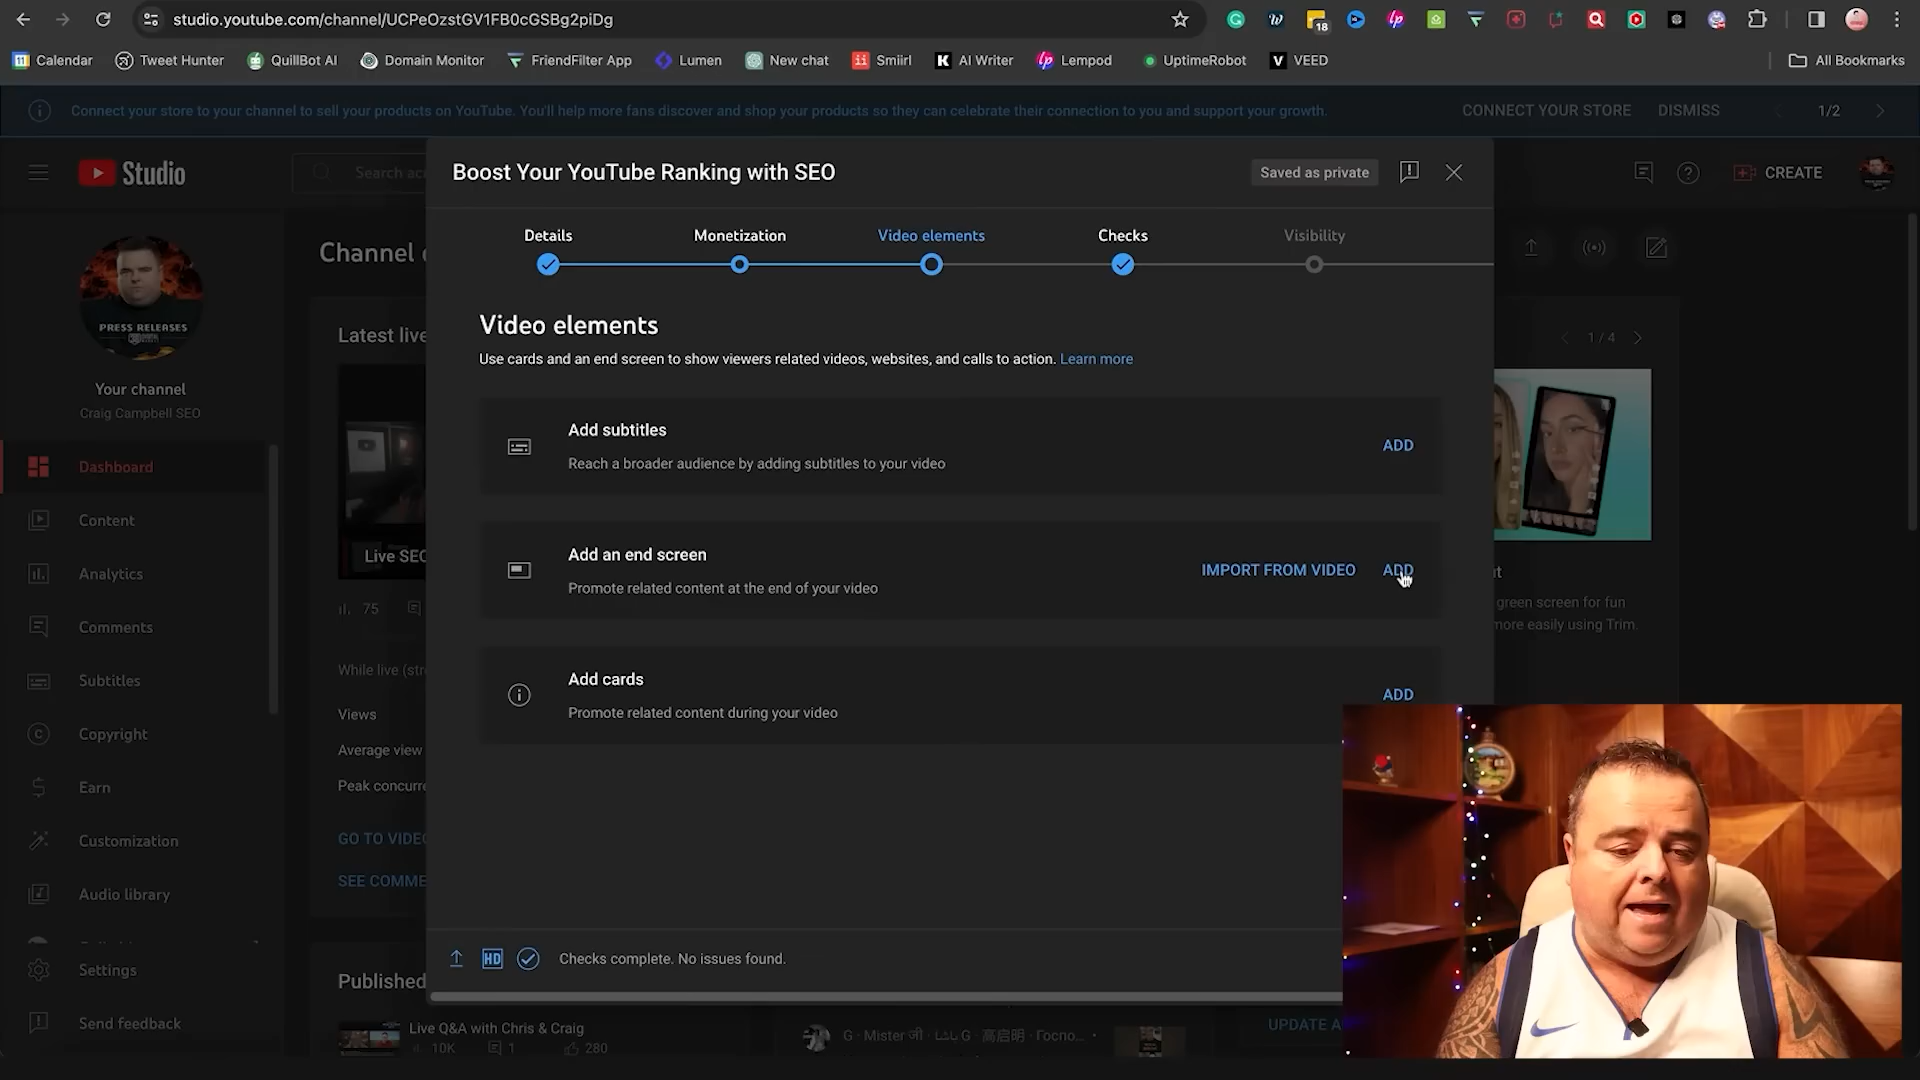 studio.youtube.com/channel/UCPeOzstGV1FB0cGSBg2piDg
18
Calendar
Tweet Hunter
QuillBot AI
Domain Monitor
FriendFilter App
Lumen
New chat
Smiirl
AI Writer
Lempod
UptimeRobot
VEED
All Bookmarks
Connect your store to your channel to sell your products on YouTube. You'll help more fans discover and shop your products so they can celebrate their connection to you and support your growth.
CONNECT YOUR STORE
DISMISS
1/2
Studio
Search
CREATE
Boost Your YouTube Ranking with SEO
Saved as private
Details
Monetization
Video elements
Checks
Visibility
Channel
PRESS RELEASES
Your channel
Craig Campbell SEO
Dashboard
Content
Analytics
Comments
Subtitles
Copyright
Earn
Customization
Audio library
Settings
Send feedback
Latest live
Live SEO
75
While live (str
Views
Average view
Peak concurre
GO TO VIDEO
SEE COMME
Published
Video elements
Use cards and an end screen to show viewers related videos, websites, and calls to action. Learn more
Add subtitles
Reach a broader audience by adding subtitles to your video
ADD
Add an end screen
Promote related content at the end of your video
IMPORT FROM VIDEO
ADD
Add cards
Promote related content during your video
ADD
HD
Checks complete. No issues found.
1 / 4
green screen for fun
more easily using Trim.
Live Q&A with Chris & Craig
10K
1
280
UPDATE A